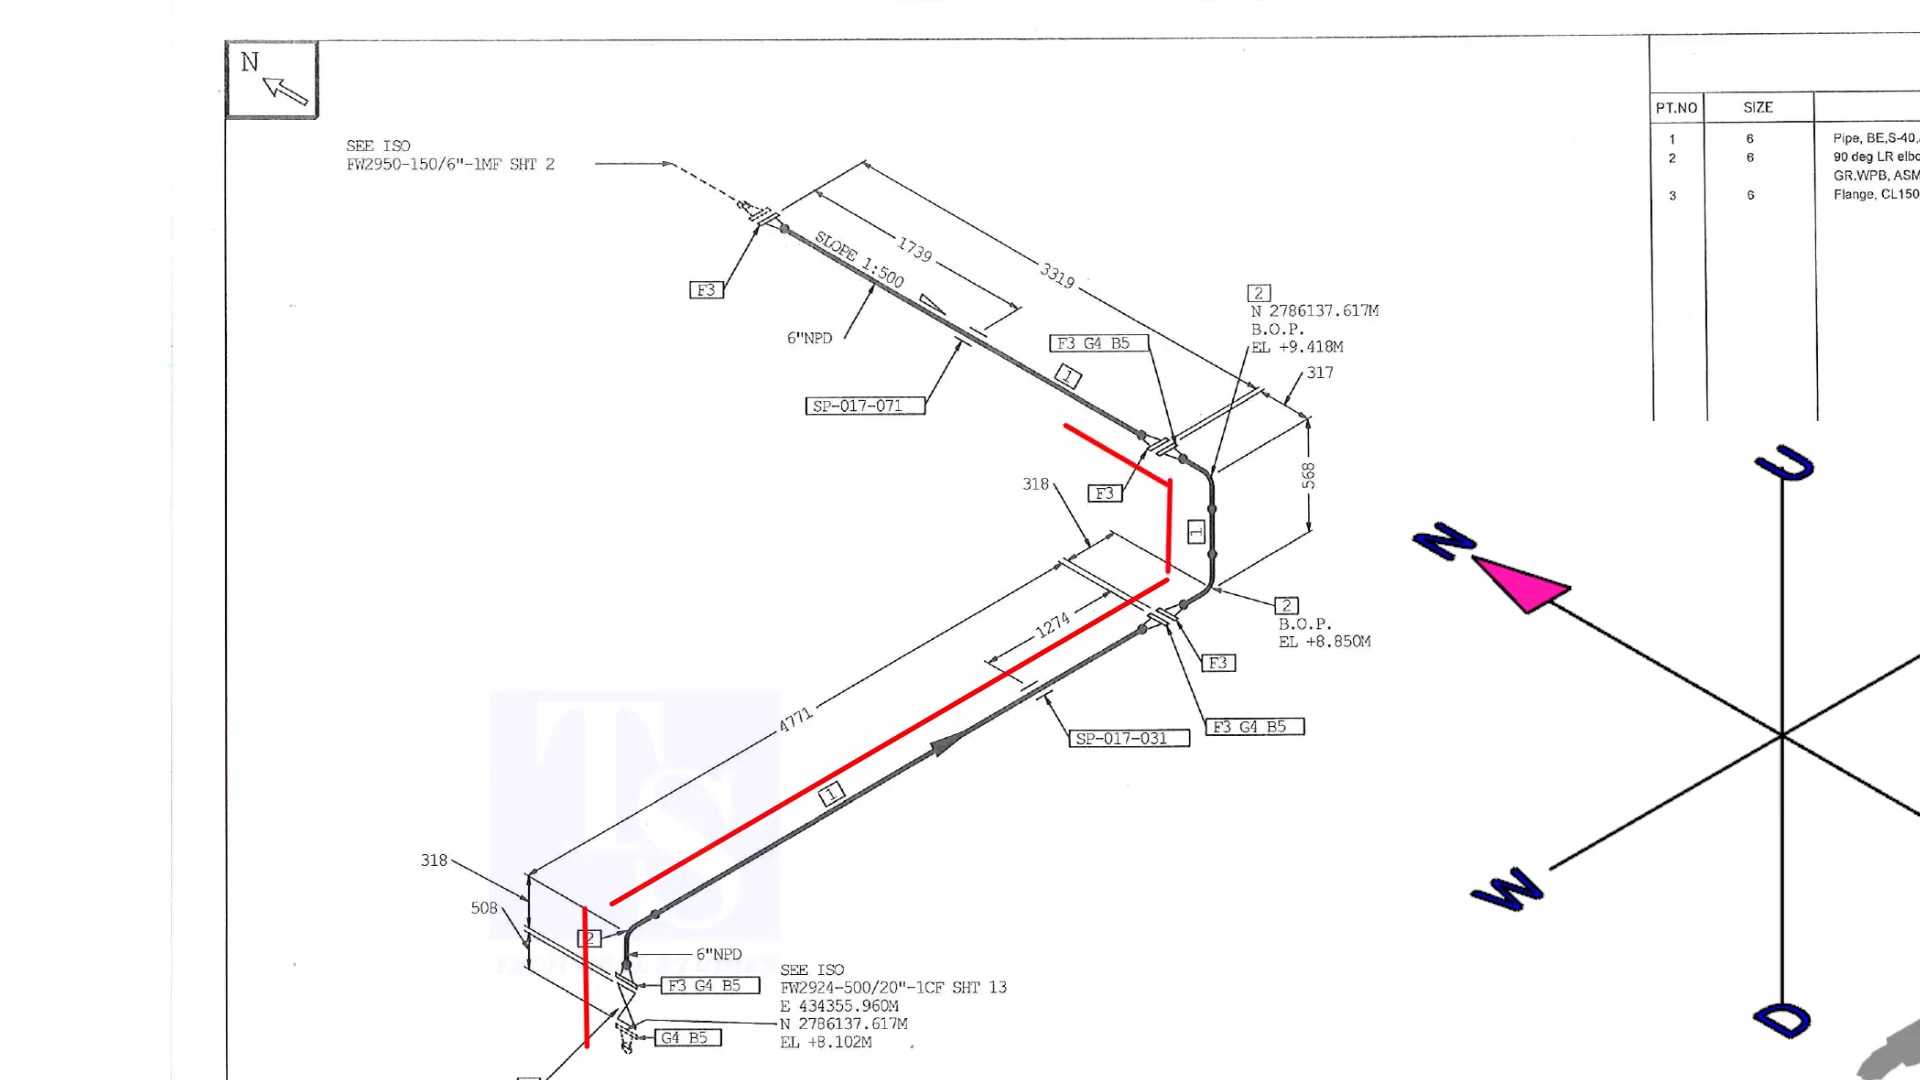 N
SEE ISO
FW2950-150/6"-1MF SHT 2
PT.NO SIZE
1 6 Pipe, BE,S-40,
2 6 90 deg LR elbo
GR.WPB, ASM
3 6 Flange, CL150
1739
3319
SLOPE 1:500
F3
2
N 2786137.617M
B.O.P.
EL +9.418M
6"NPD
F3 G4 B5
317
1
SP-017-071
U
568
318
F3
N
1
2
B.O.P.
EL +8.850M
1274
F3
4771
F3 G4 B5
SP-017-031
TS
1
318
W
508
2
6"NPD
SEE ISO
F3 G4 B5
FW2924-500/20"-1CF SHT 13
E 434355.960M
N 2786137.617M
G4 B5
EL +8.102M
D